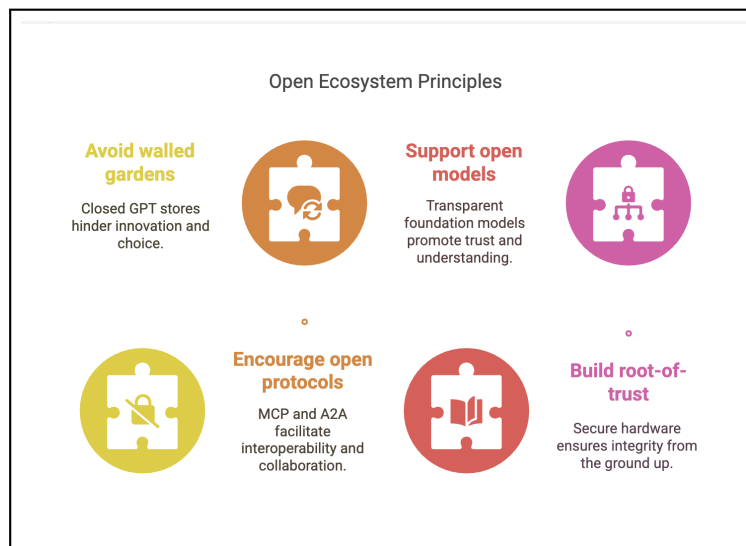 Open Ecosystem Principles
Avoid walled
gardens
Closed GPT stores
hinder innovation and
choice.
Support open
models
Transparent
foundation models
promote trust and
understanding.
Encourage open
protocols
MCP and A2A
facilitate
interoperability and
collaboration.
Build root-of-
trust
Secure hardware
ensures integrity from
the ground up.